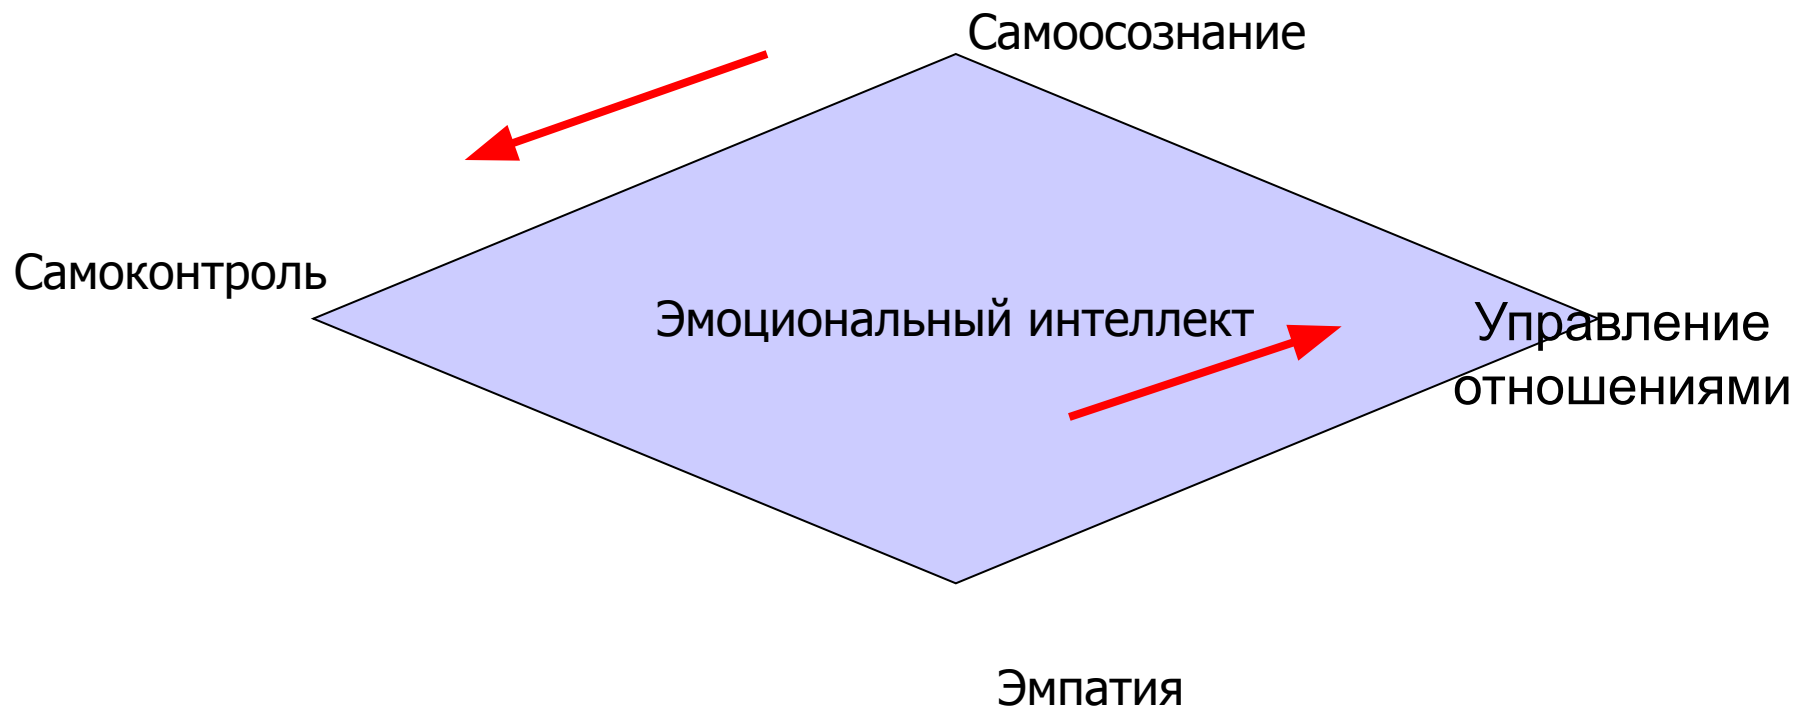 Самоосознание
Самоконтроль
Эмоциональный интеллект
Управление
отношениями
Эмпатия